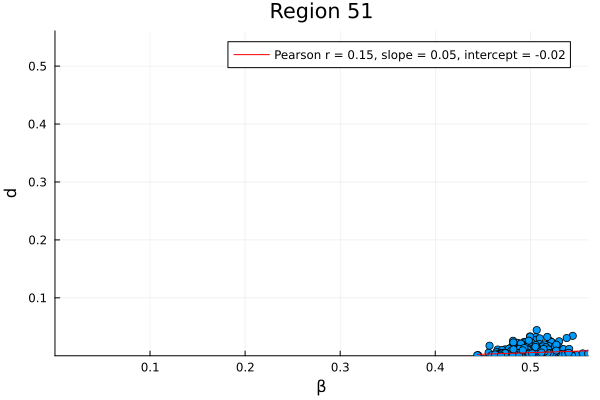 Region 51
Pearson r = 0.15, slope = 0.05, intercept = -0.02
0.5
0.4
d
0.3
0.2
0.1
0.1 0.2 0.3 0.4 0.5
β